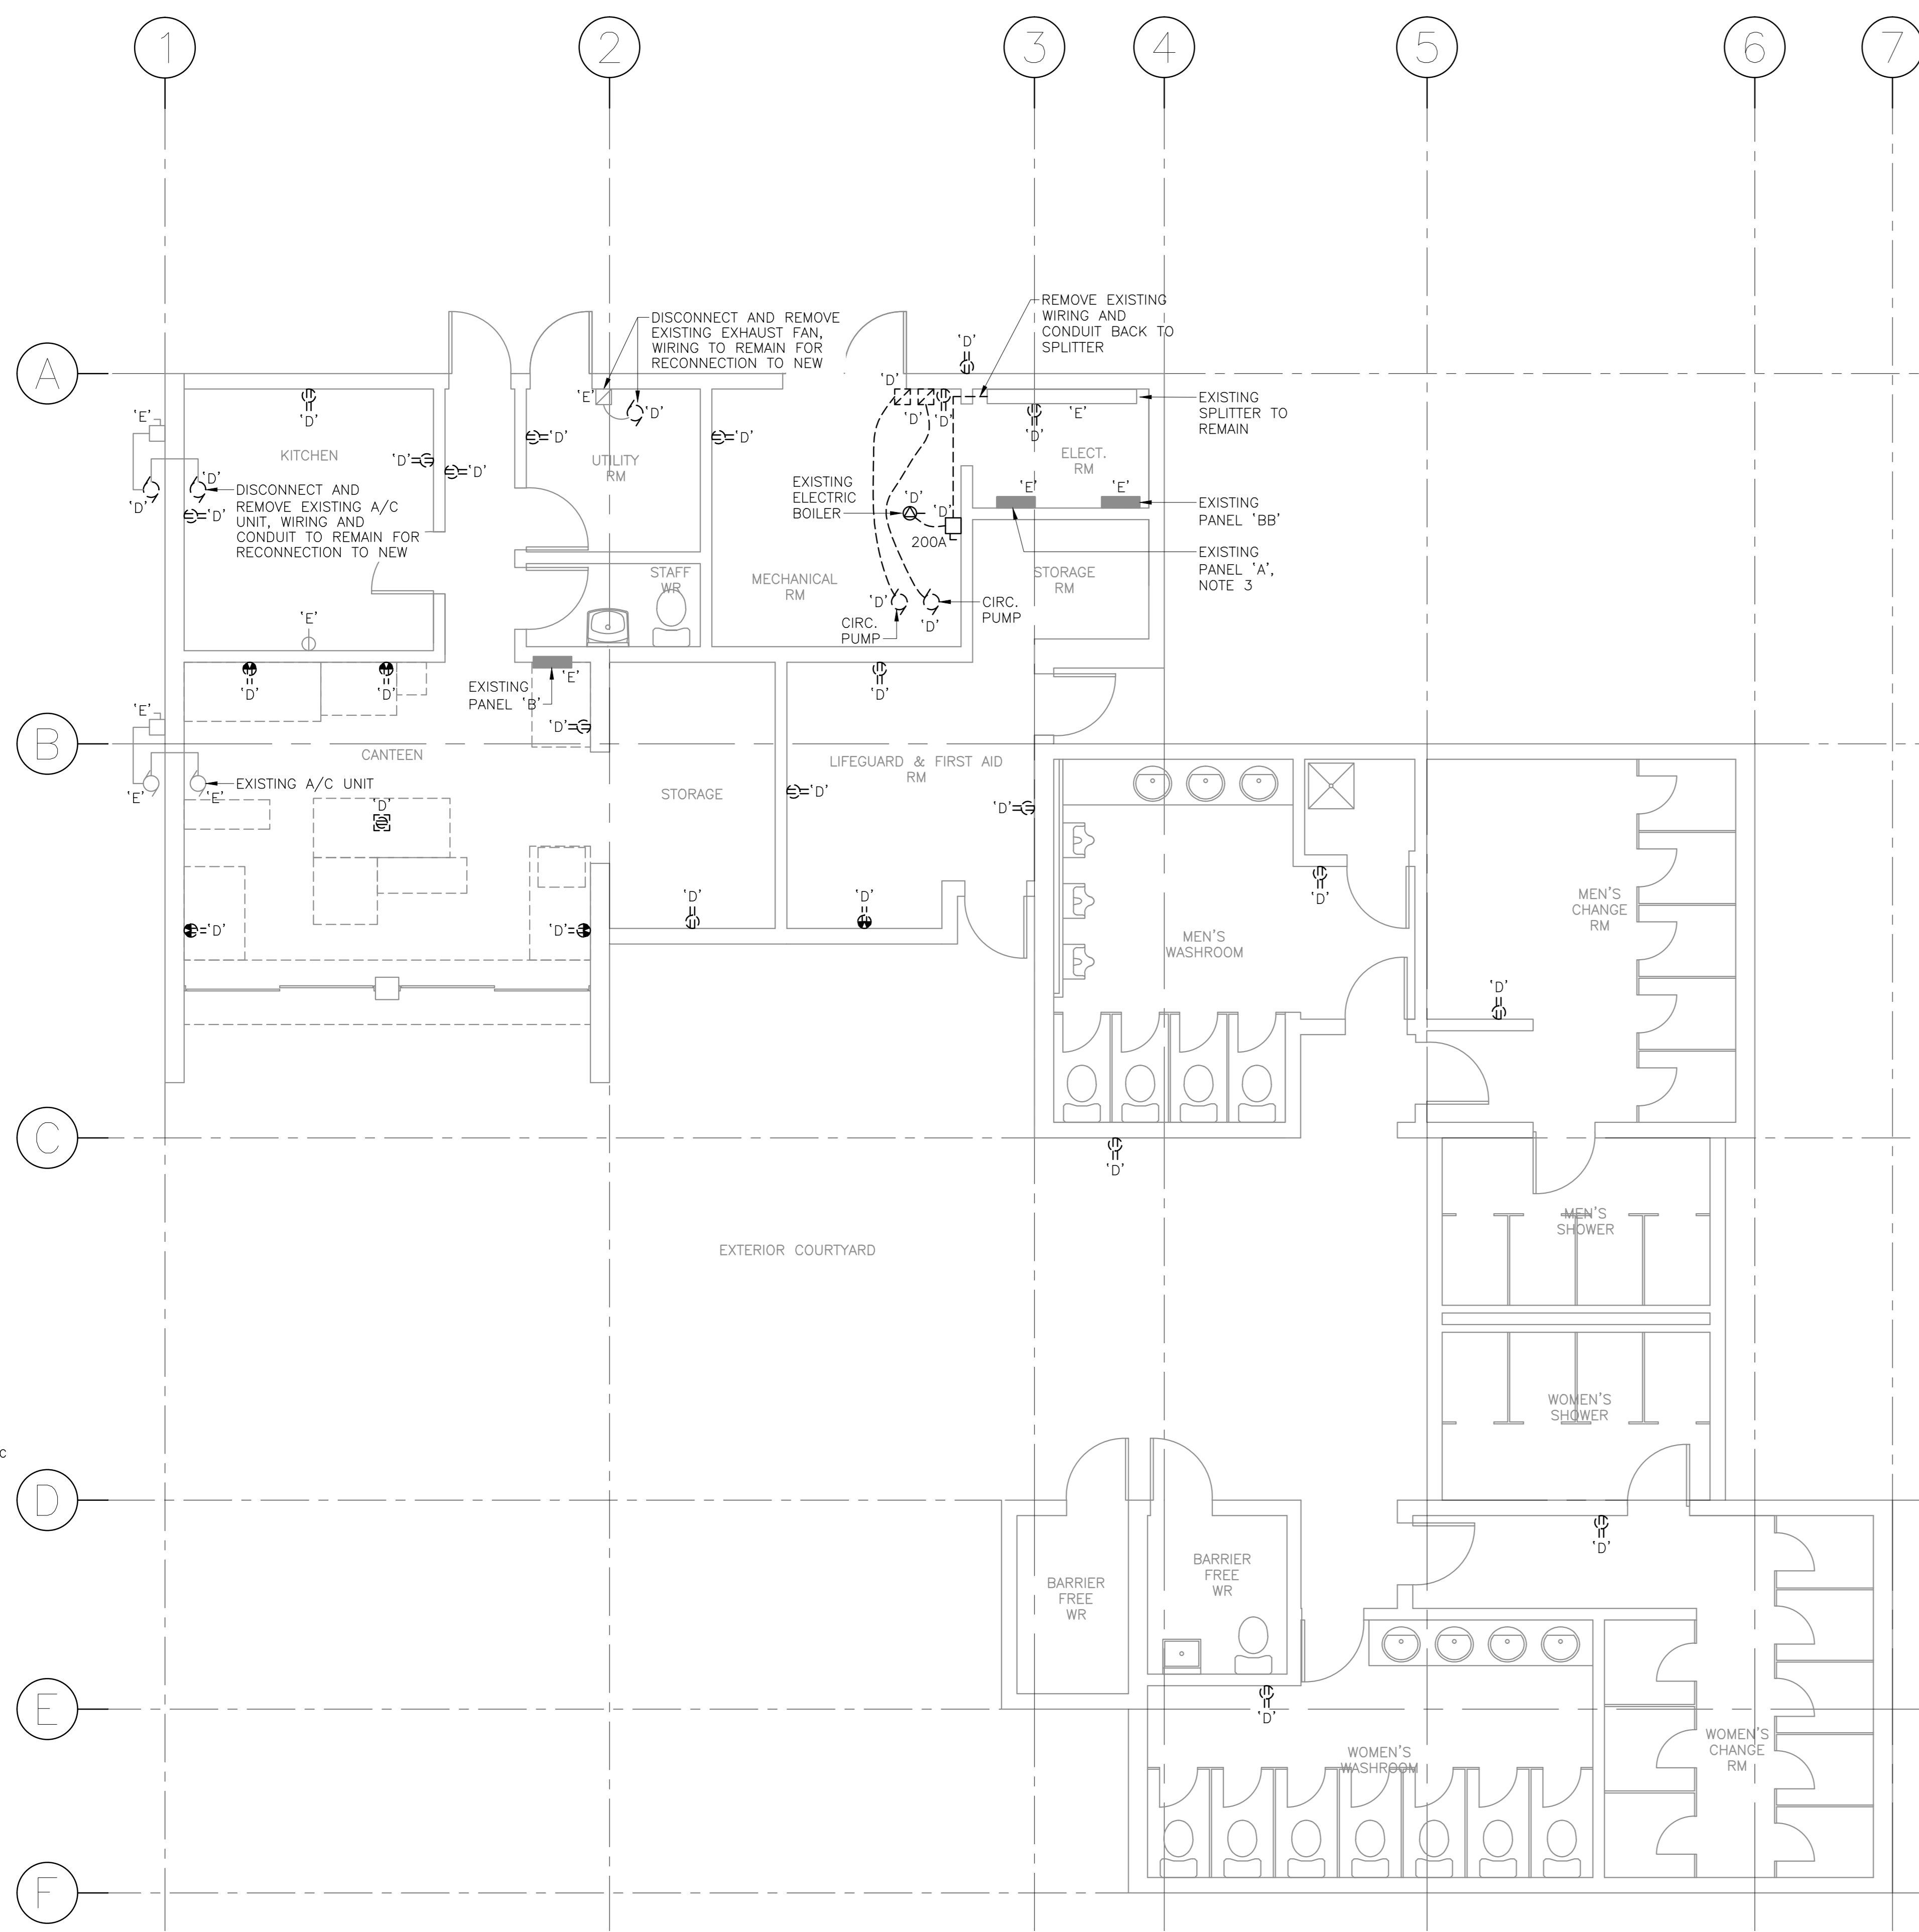 1 2 3 4 5 6 7
A
B
C
D
E
F
DISCONNECT AND REMOVE
EXISTING EXHAUST FAN,
WIRING TO REMAIN FOR
RECONNECTION TO NEW
REMOVE EXISTING
WIRING AND
CONDUIT BACK TO
SPLITTER
'D'
'D'
'E'
'D'
'D'
'D'
'E'
'D'
EXISTING
SPLITTER TO
REMAIN
'E'
'D'
'D'
'D'
'D'
'D'
'D'
KITCHEN
UTILITY
RM
ELECT.
RM
'D'
'D'
'D'
DISCONNECT AND
REMOVE EXISTING A/C
UNIT, WIRING AND
CONDUIT TO REMAIN FOR
RECONNECTION TO NEW
EXISTING
ELECTRIC
BOILER
'D'
'D'
200A
'E'
'E'
EXISTING
PANEL 'BB'
EXISTING
PANEL 'A',
NOTE 3
STAFF
WR
MECHANICAL
RM
STORAGE
RM
'D'
'D'
CIRC.
PUMP
CIRC.
PUMP
'E'
'D'
'D'
'E'
EXISTING
PANEL 'B'
'D'
'E'
'D'
CANTEEN
EXISTING A/C UNIT
'E'
'E'
'D'
STORAGE
LIFEGUARD & FIRST AID
RM
'D'
'D'
'D'
'D'
'D'
'D'
'D'
MEN'S
WASHROOM
MEN'S
CHANGE
RM
'D'
'D'
MEN'S
SHOWER
EXTERIOR COURTYARD
WOMEN'S
SHOWER
C
'D'
BARRIER
FREE
WR
BARRIER
FREE
WR
'D'
WOMEN'S
WASHROOM
WOMEN'S
CHANGE
RM